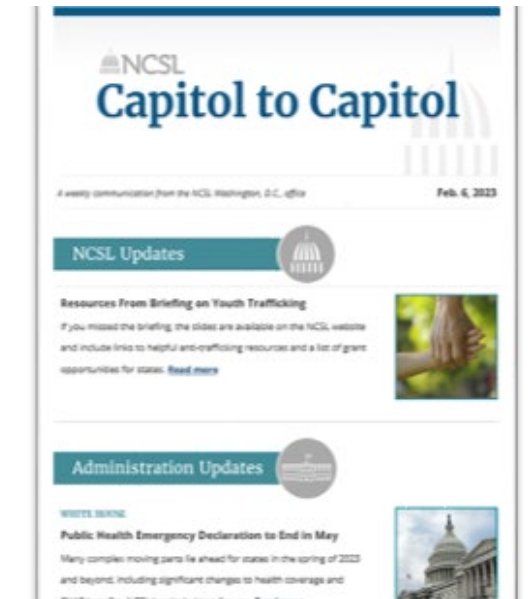 NCSL
Capitol to Capitol
A weekly communication from the NCSL Washington, D.C., office
Feb. 6, 2023
NCSL Updates
Resources From Briefing on Youth Trafficking
If you missed the briefing, the slides are available on the NCSL website
and include links to helpful anti-trafficking resources and a list of grant
opportunities for states. Read more
Administration Updates
WHITE HOUSE
Public Health Emergency Declaration to End in May
Many complex moving parts lie ahead for states in the spring of 2023
and beyond, including significant changes to health coverage and